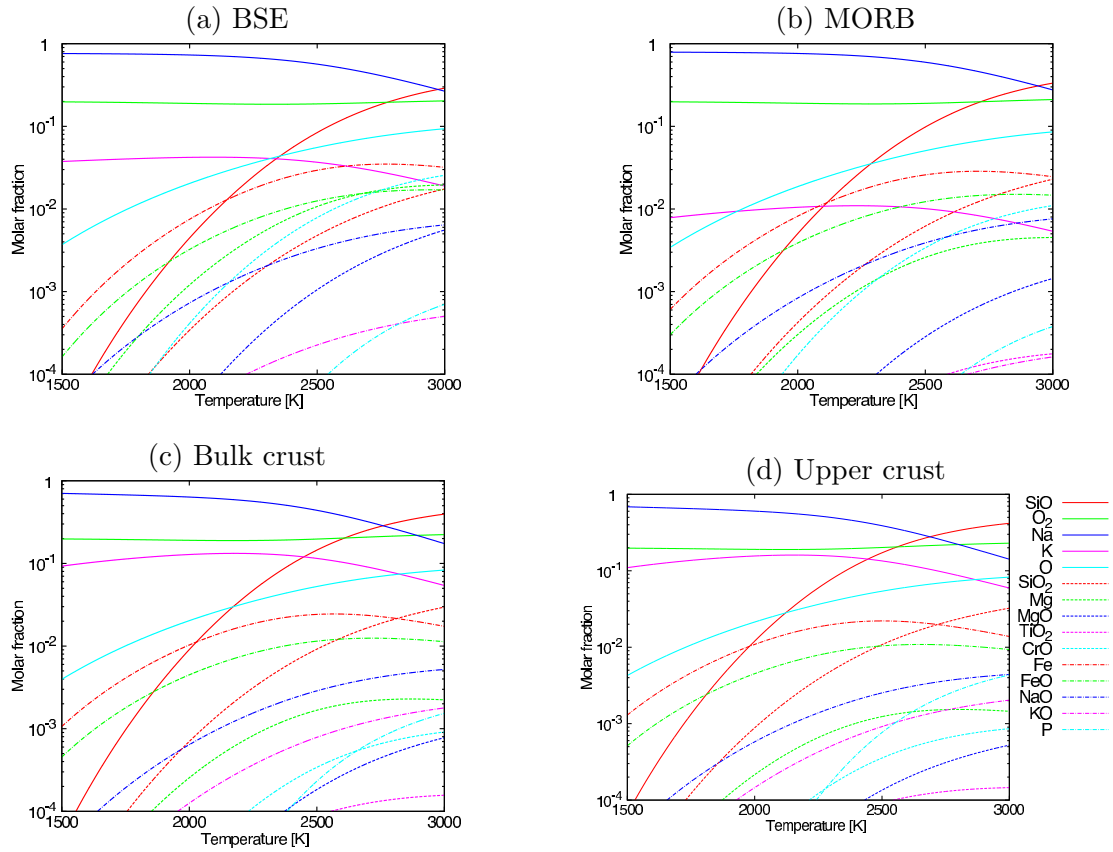 (a) BSE
(b) MORB
1
10⁻¹
10⁻²
10⁻³
10⁻⁴
Molar fraction
1500 2000 2500 3000
Temperature [K]
1
10⁻¹
10⁻²
10⁻³
10⁻⁴
Molar fraction
1500 2000 2500 3000
Temperature [K]
(c) Bulk crust
(d) Upper crust
1
10⁻¹
10⁻²
10⁻³
10⁻⁴
Molar fraction
1500 2000 2500 3000
Temperature [K]
1
10⁻¹
10⁻²
10⁻³
10⁻⁴
Molar fraction
1500 2000 2500 3000
Temperature [K]
SiO
O₂
Na
K
O
SiO₂
Mg
MgO
TiO₂
CrO
Fe
FeO
NaO
KO
P